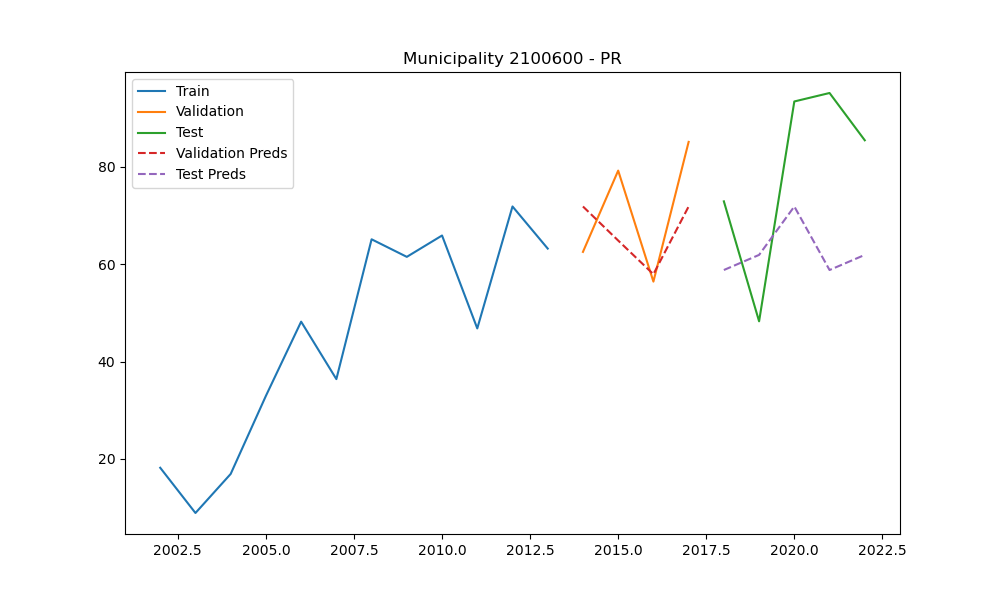 Municipality 2100600 - PR
Train
Validation
Test
Validation Preds
Test Preds
80
60
40
20
2002.5 2005.0 2007.5 2010.0 2012.5 2015.0 2017.5 2020.0 2022.5